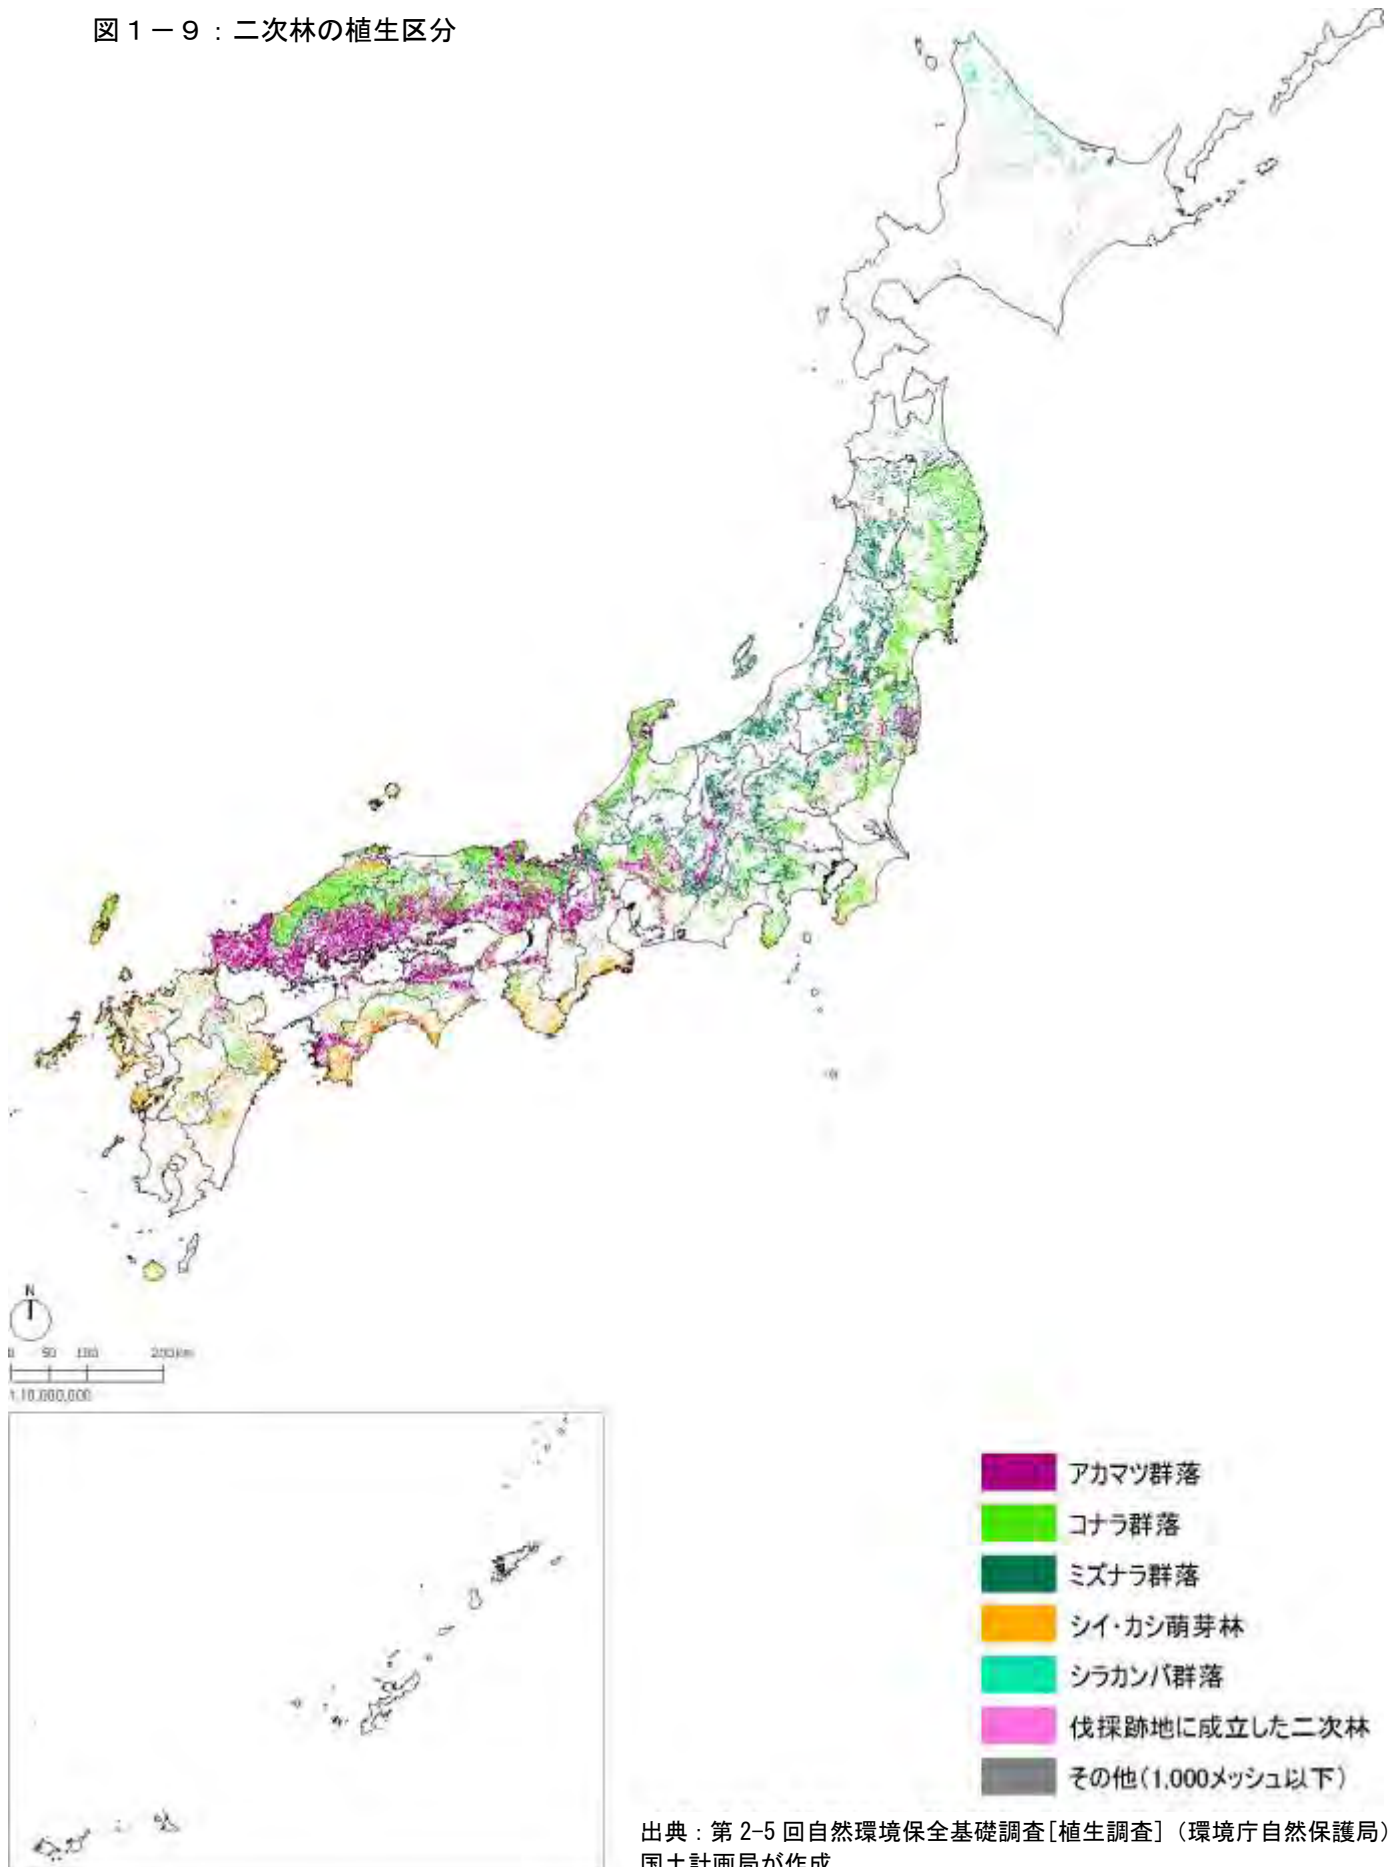 図１－９：二次林の植生区分
N
0 50 100 200km
1:10,000,000
アカマツ群落
コナラ群落
ミズナラ群落
シイ・カシ萌芽林
シラカンバ群落
伐採跡地に成立した二次林
その他（1,000メッシュ以下）
出典：第 2-5 回自然環境保全基礎調査[植生調査]（環境庁自然保護局）
国土計画局が作成